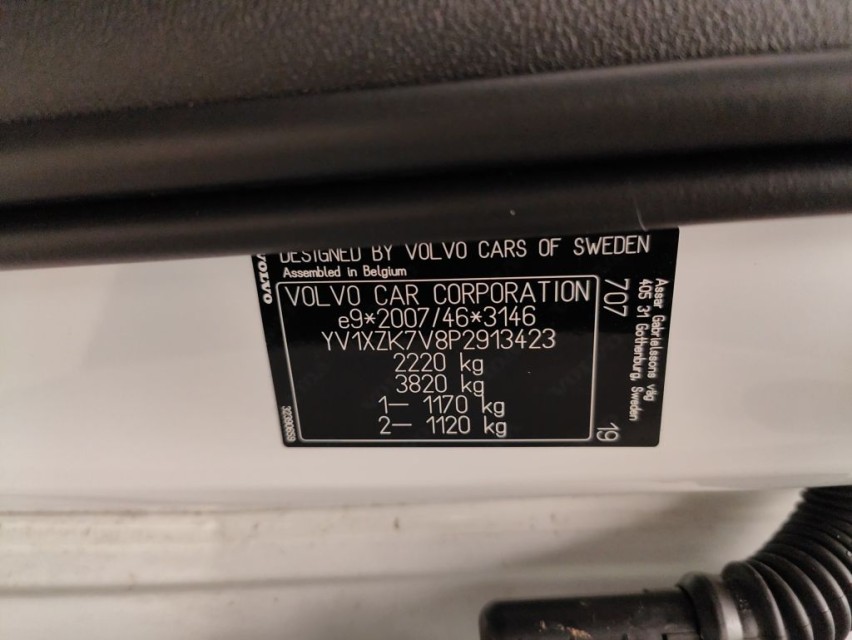 DESIGNED BY VOLVO CARS OF SWEDEN
Assembled in Belgium
VOLVO
VOLVO CAR CORPORATION
e9*2007/46*3146
YV1XZK7V8P2913423
2220 kg
3820 kg
1– 1170 kg
2– 1120 kg
707
19
Assar Gabrielssons väg
405 31 Gothenburg, Sweden